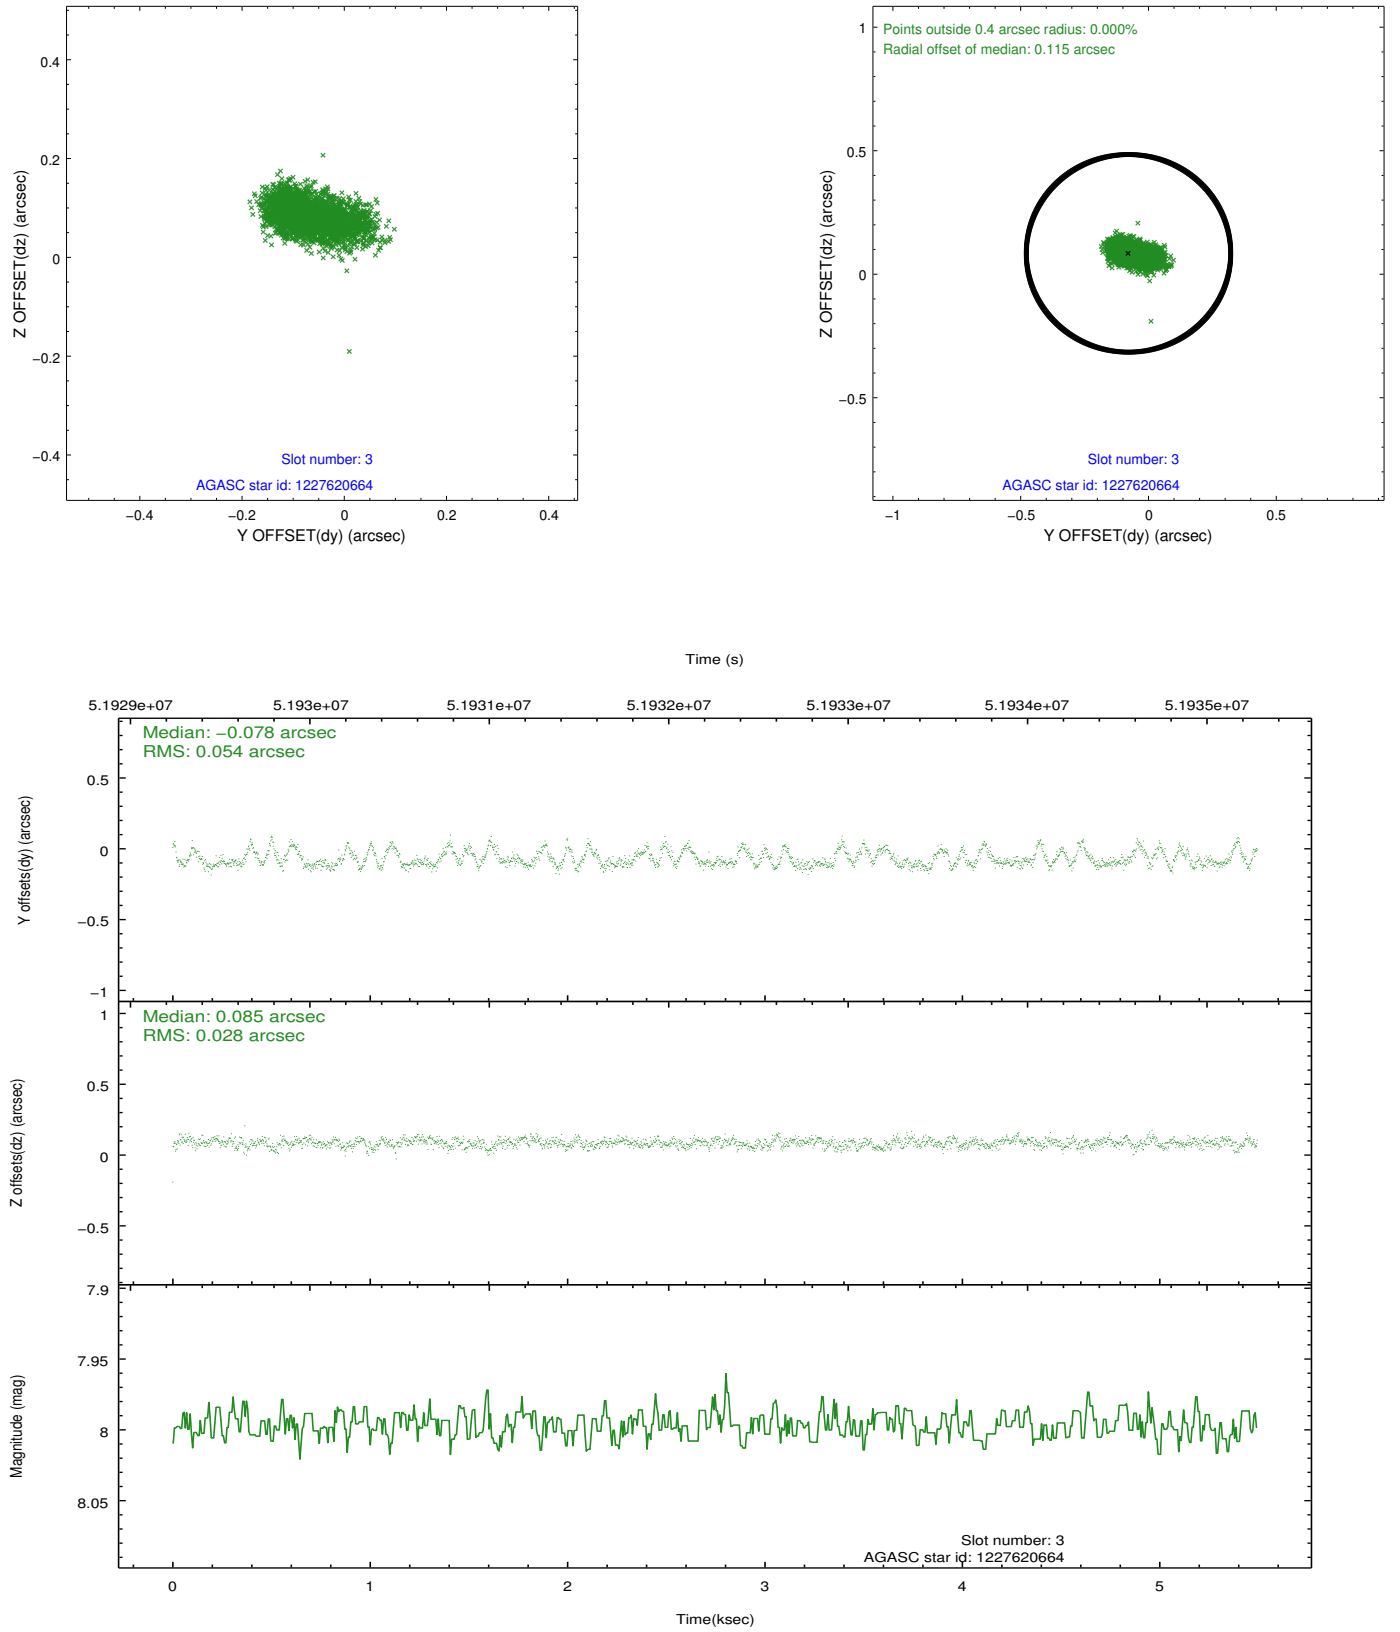 0.4
0.2
0
−0.2
−0.4
Z OFFSET(dz) (arcsec)
Slot number: 3
AGASC star id: 1227620664
−0.4
−0.2
0
0.2
0.4
Y OFFSET(dy) (arcsec)
Points outside 0.4 arcsec radius: 0.000%
Radial offset of median: 0.115 arcsec
1
0.5
0
−0.5
Z OFFSET(dz) (arcsec)
Slot number: 3
AGASC star id: 1227620664
−1
−0.5
0
0.5
Y OFFSET(dy) (arcsec)
Time (s)
5.1929e+07
5.193e+07
5.1931e+07
5.1932e+07
5.1933e+07
5.1934e+07
5.1935e+07
Median: −0.078 arcsec
RMS: 0.054 arcsec
0.5
0
−0.5
−1
Y offsets(dy) (arcsec)
Median: 0.085 arcsec
RMS: 0.028 arcsec
1
0.5
0
−0.5
Z offsets(dz) (arcsec)
7.9
7.95
8
8.05
Magnitude (mag)
Slot number: 3
AGASC star id: 1227620664
0
1
2
3
4
5
Time(ksec)